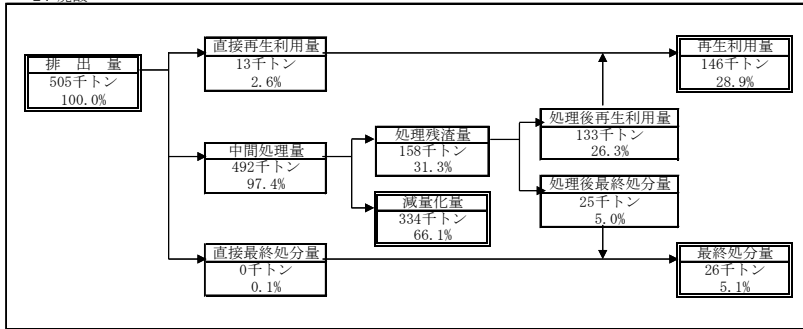 排出量
505千トン
100.0%
直接再生利用量
13千トン
2.6%
再生利用量
146千トン
28.9%
中間処理量
492千トン
97.4%
処理残渣量
158千トン
31.3%
処理後再生利用量
133千トン
26.3%
減量化量
334千トン
66.1%
処理後最終処分量
25千トン
5.0%
直接最終処分量
0千トン
0.1%
最終処分量
26千トン
5.1%